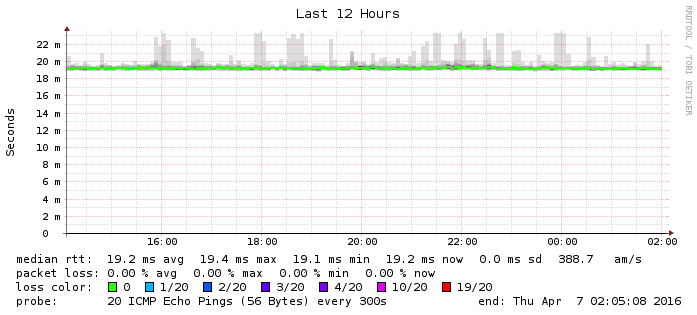 Last 12 Hours
RRDTOOL / TOBI OETIKER
Seconds
22 m
20 m
18 m
16 m
14 m
12 m
10 m
8 m
6 m
4 m
2 m
0
16:00 18:00 20:00 22:00 00:00 02:00
median rtt: 19.2 ms avg 19.4 ms max 19.1 ms min 19.2 ms now 0.0 ms sd 388.7 am/s
packet loss: 0.00 % avg 0.00 % max 0.00 % min 0.00 % now
loss color: 0 1/20 2/20 3/20 4/20 10/20 19/20
probe: 20 ICMP Echo Pings (56 Bytes) every 300s end: Thu Apr 7 02:05:08 2016